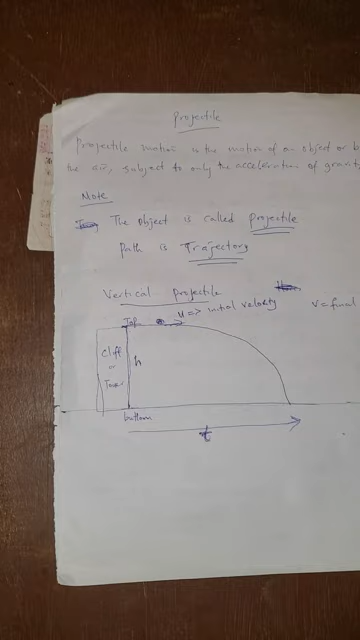 Projectile
Projectile motion is the motion of an object or b
the air, subject to only the acceleration of gravit
Note
The object is called projectile
path is Trajectory
Vertical projectile
u => initial velocity
v = final
Top
Cliff
or
Tower
h
bottom
t